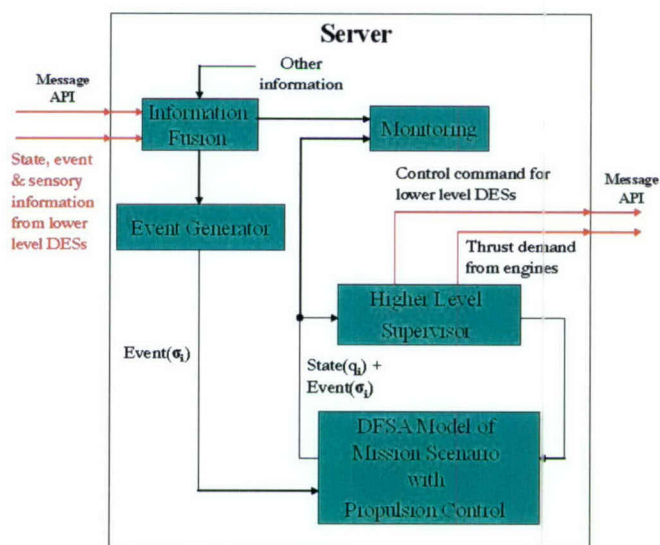 Server
Other
information
Message
API
Information
Fusion
Monitoring
State, event
& sensory
information
from lower
level DESs
Control command for
lower level DESs
Message
API
Event Generator
Thrust demand
from engines
Higher Level
Supervisor
Event(σi)
State(qi) +
Event(σi)
DFSA Model of
Mission Scenario
with
Propulsion Control